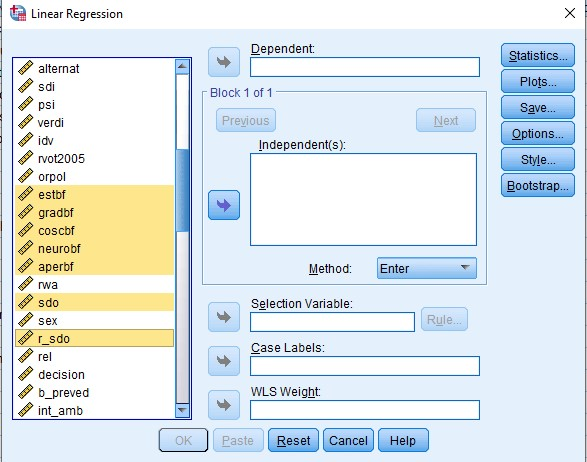 Linear Regression
alternat
sdi
psi
verdi
idv
rvot2005
orpol
estbf
gradbf
coscbf
neurobf
aperbf
rwa
sdo
sex
r_sdo
rel
decision
b_preved
int_amb
Dependent:
Block 1 of 1
Previous
Next
Independent(s):
Method:
Enter
Selection Variable:
Rule...
Case Labels:
WLS Weight:
Statistics...
Plots...
Save...
Options...
Style...
Bootstrap...
OK
Paste
Reset
Cancel
Help